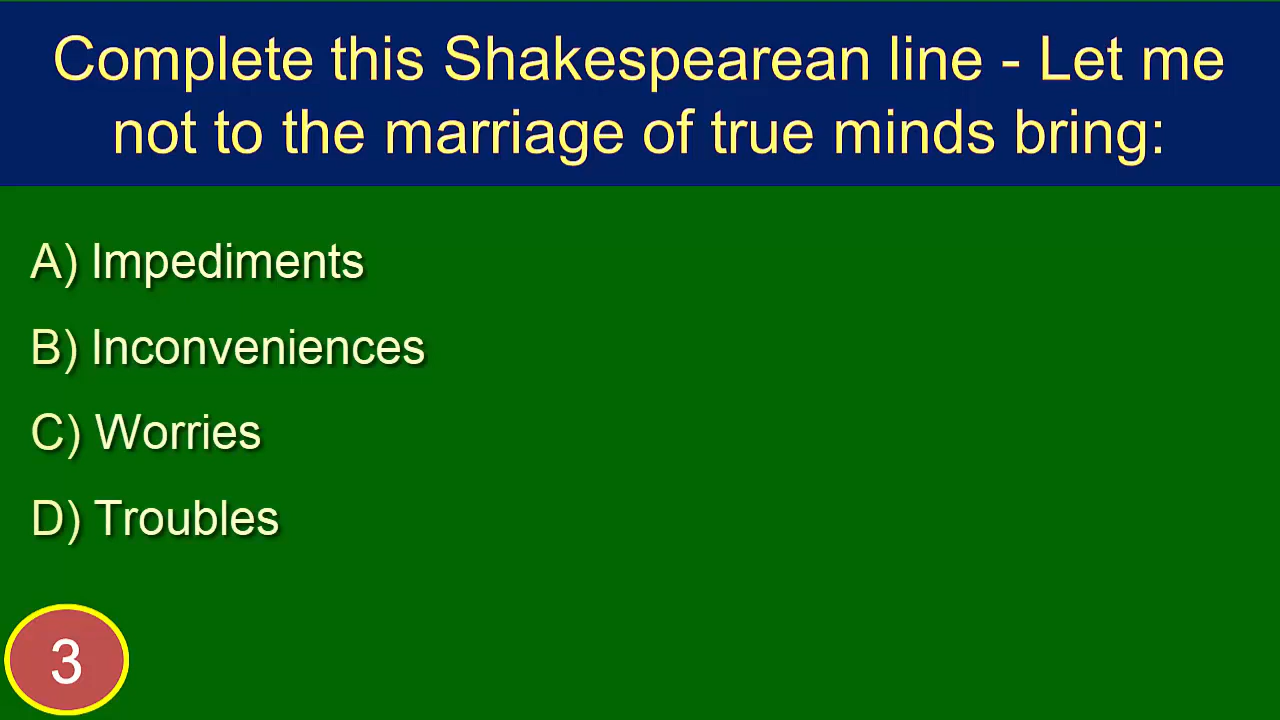 Complete this Shakespearean line - Let me
not to the marriage of true minds bring:
A) Impediments
B) Inconveniences
C) Worries
D) Troubles
3